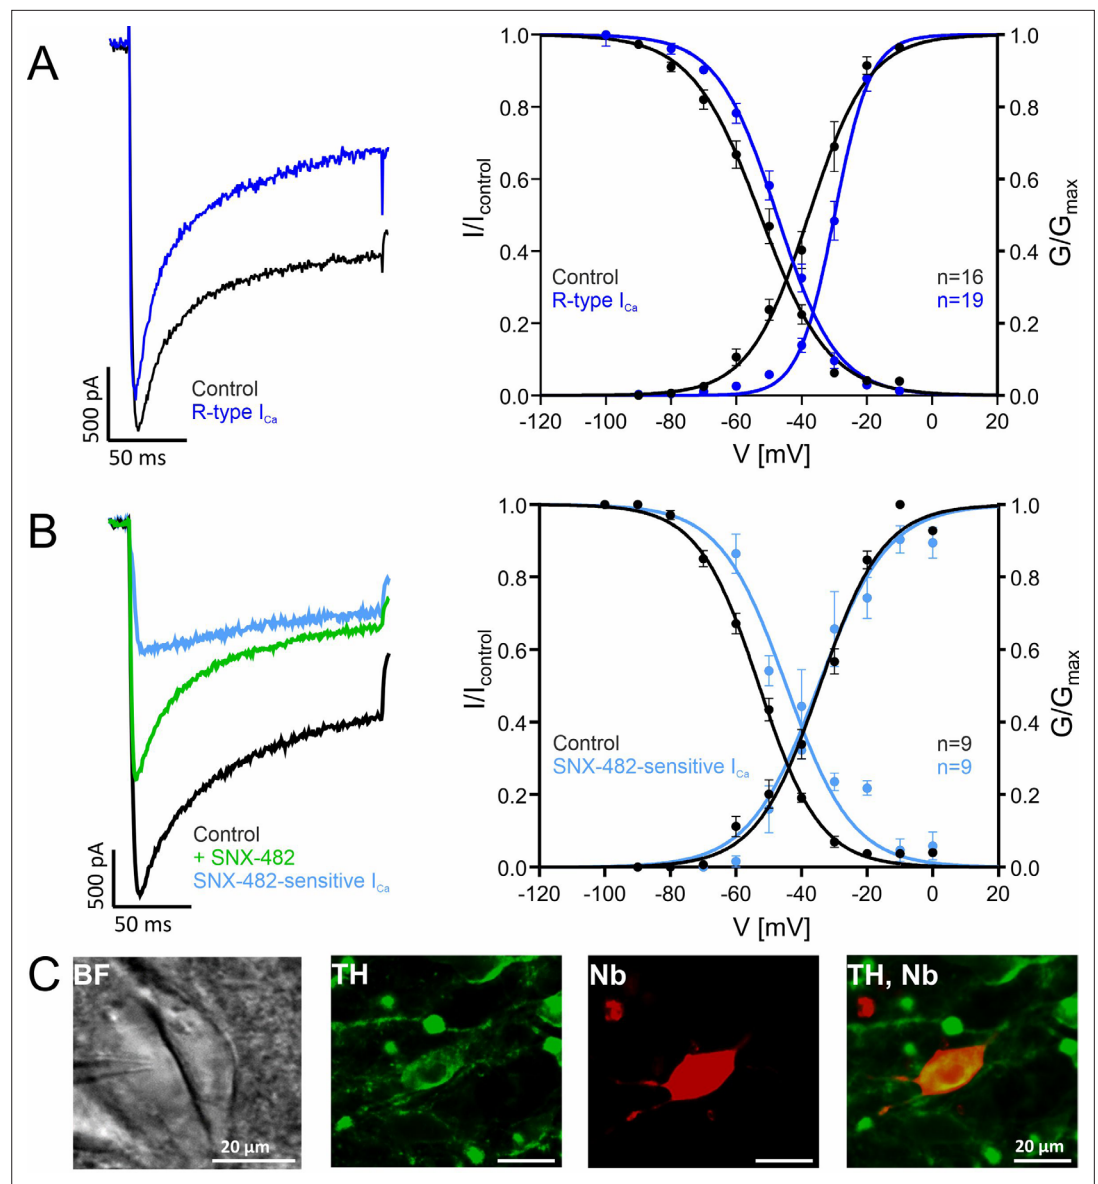 A
Control
R-type ICa
500 pA
50 ms
I/Icontrol
1.0
0.8
0.6
0.4
0.2
0.0
Control n=16
R-type ICa n=19
1.0
0.8
0.6
0.4
0.2
0.0
G/Gmax
-120 -100 -80 -60 -40 -20 0 20
V [mV]
B
Control
+ SNX-482
SNX-482-sensitive ICa
500 pA
50 ms
I/Icontrol
1.0
0.8
0.6
0.4
0.2
0.0
Control n=9
SNX-482-sensitive ICa n=9
1.0
0.8
0.6
0.4
0.2
0.0
G/Gmax
-120 -100 -80 -60 -40 -20 0 20
V [mV]
C
BF
20 µm
TH
Nb
TH, Nb
20 µm